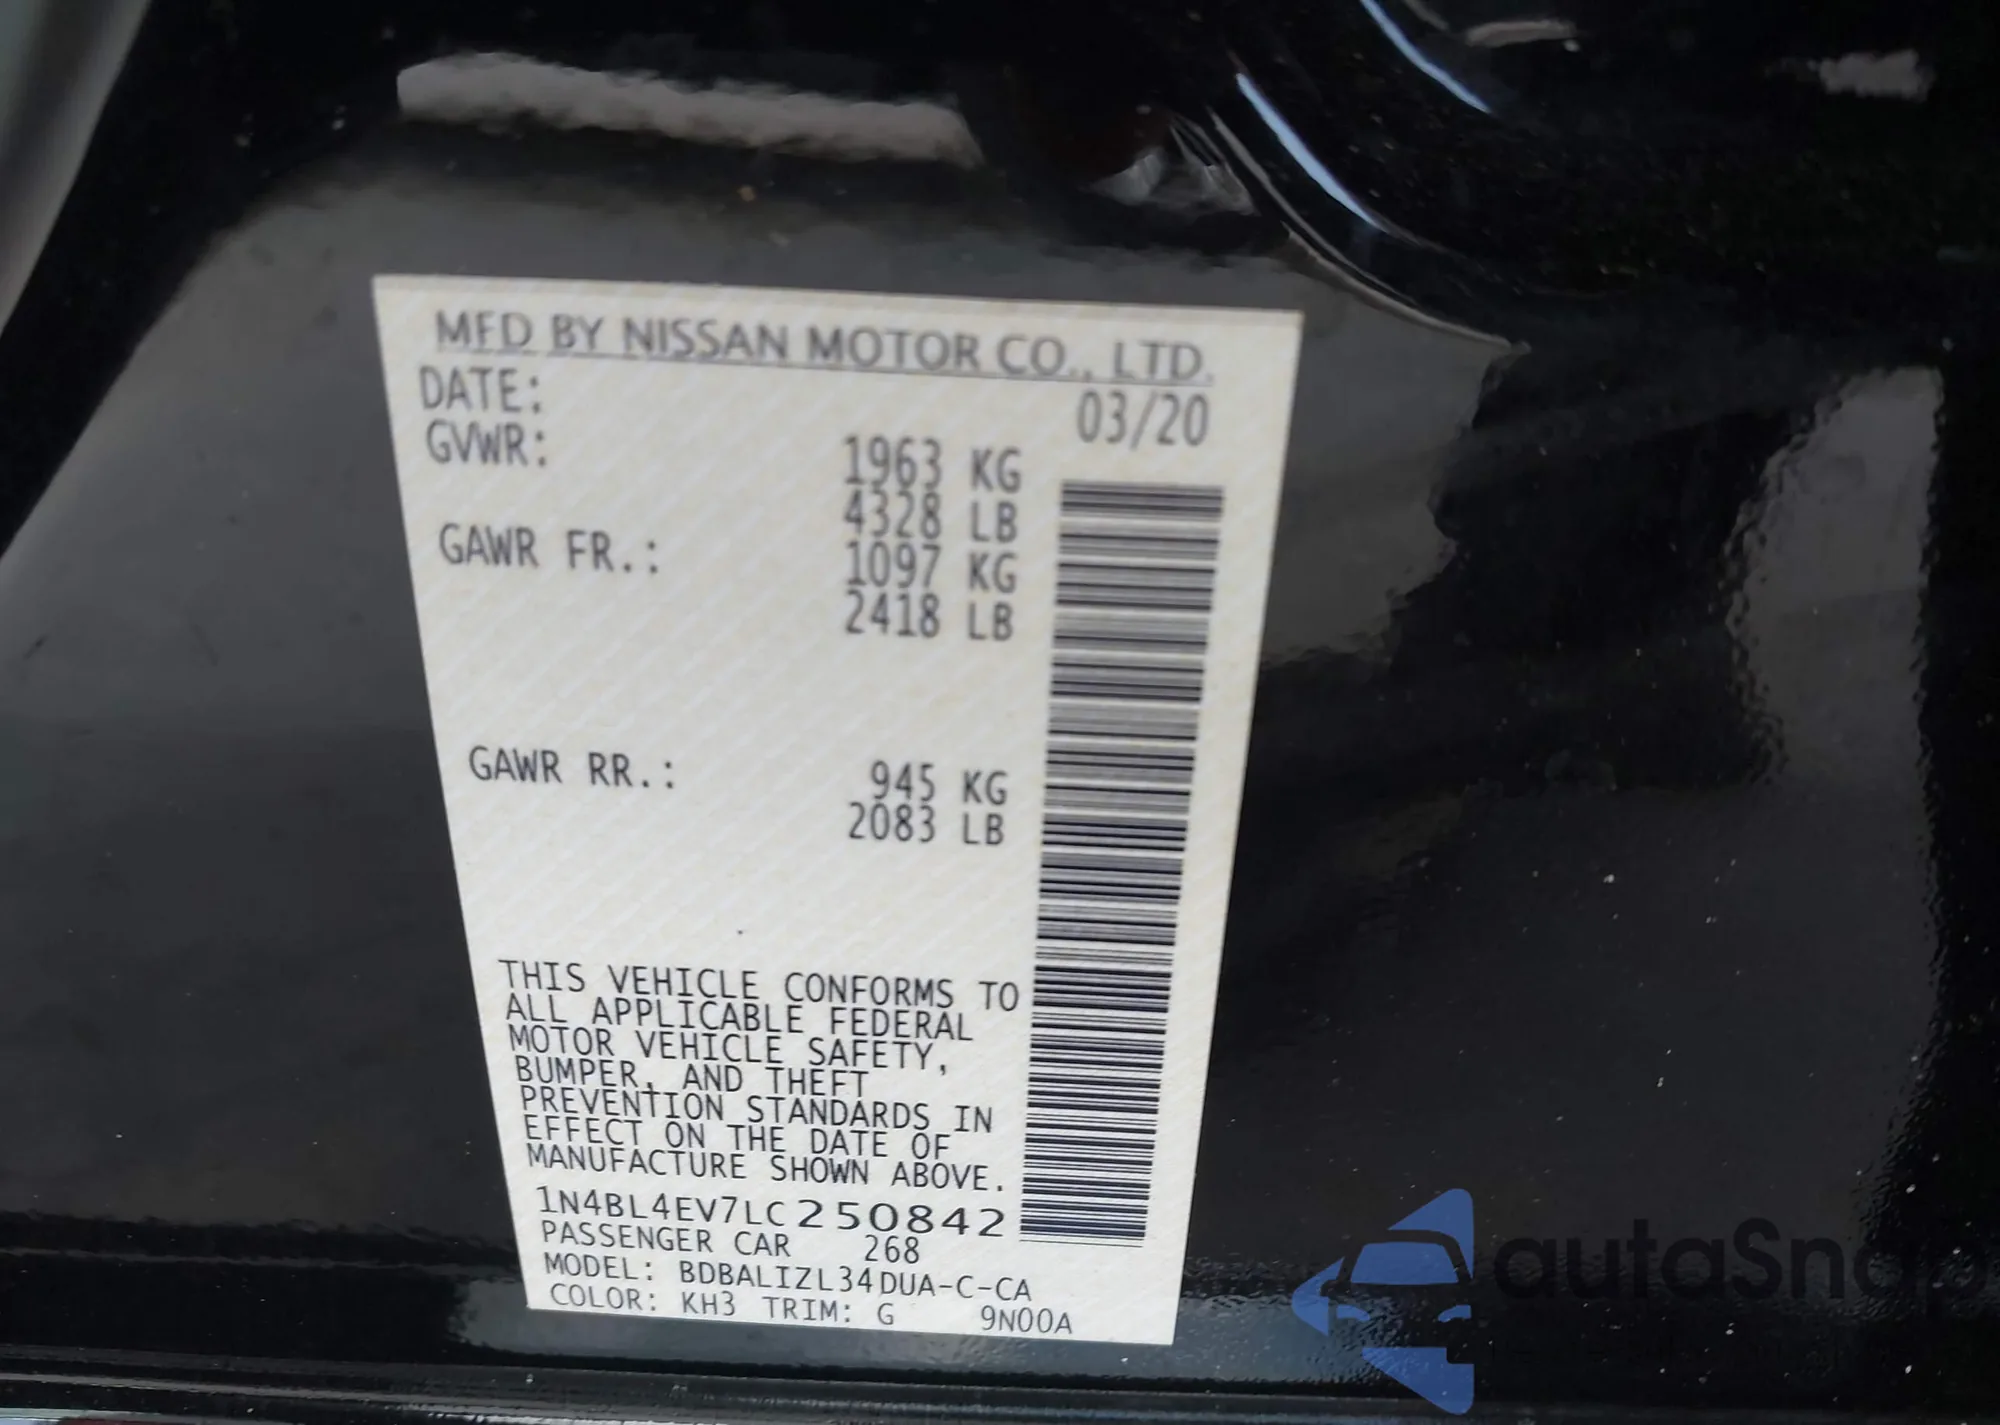 MFD BY NISSAN MOTOR CO., LTD.
DATE: 03/20
GVWR: 1963 KG
4328 LB
GAWR FR.: 1097 KG
2418 LB
GAWR RR.: 945 KG
2083 LB
THIS VEHICLE CONFORMS TO
ALL APPLICABLE FEDERAL
MOTOR VEHICLE SAFETY,
BUMPER, AND THEFT
PREVENTION STANDARDS IN
EFFECT ON THE DATE OF
MANUFACTURE SHOWN ABOVE.
1N4BL4EV7LC250842
PASSENGER CAR 268
MODEL: BDBALIZL34DUA-C-CA
COLOR: KH3 TRIM: G 9N00A
autaSnap